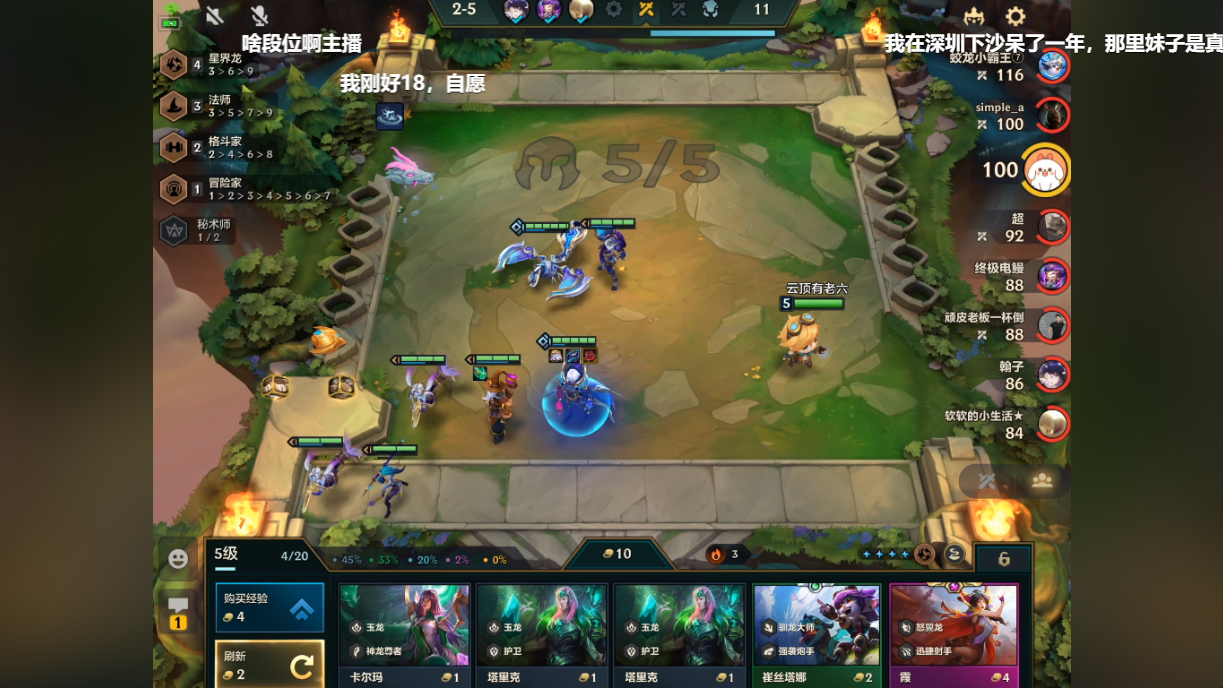 2-5
11
啥段位啊主播
我在深圳下沙呆了一年，那里妹子是真
我刚好18，自愿
4 星界龙
3 > 6 > 9
3 法师
3 > 5 > 7 > 9
2 格斗家
2 > 4 > 6 > 8
1 冒险家
1 > 2 > 3 > 4 > 5 > 6 > 7
秘术师
1 / 2
5/5
蛟龙小霸王⑦
116
simple_a
100
100
超
92
终极电鳗
88
顽皮老板一杯倒
88
翰子
86
软软的小生活★
84
云顶有老六
5
5级
4/20
45% 33% 20% 2% 0%
10
3
购买经验
4
刷新
2
1
玉龙
神龙尊者
卡尔玛 1
玉龙
护卫
塔里克 1
玉龙
护卫
塔里克 1
驯龙大师
强袭炮手
崔丝塔娜 2
怒翼龙
迅捷射手
霞 4